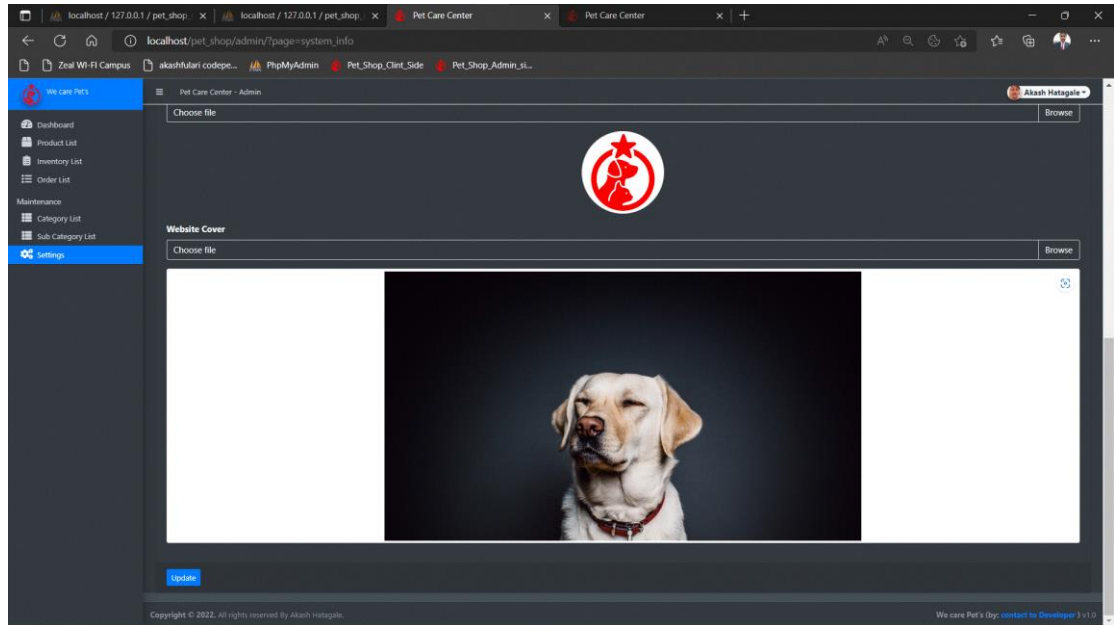 localhost / 127.0.0.1 / pet_shop_
localhost / 127.0.0.1 / pet_shop_
Pet Care Center
Pet Care Center
localhost/pet_shop/admin/?page=system_info
Zeal WI-FI Campus
akashfulari codepe...
PhpMyAdmin
Pet_Shop_Clint_Side
Pet_Shop_Admin_si...
We care Pet's
Pet Care Center - Admin
Akash Hatagale
Choose file
Browse
Dashboard
Product List
Inventory List
Order List
Maintenance
Category List
Sub Category List
Settings
Website Cover
Choose file
Browse
Update
Copyright © 2022. All rights reserved By Akash Hatagale.
We care Pet's (by: contact to Developer ) v1.0